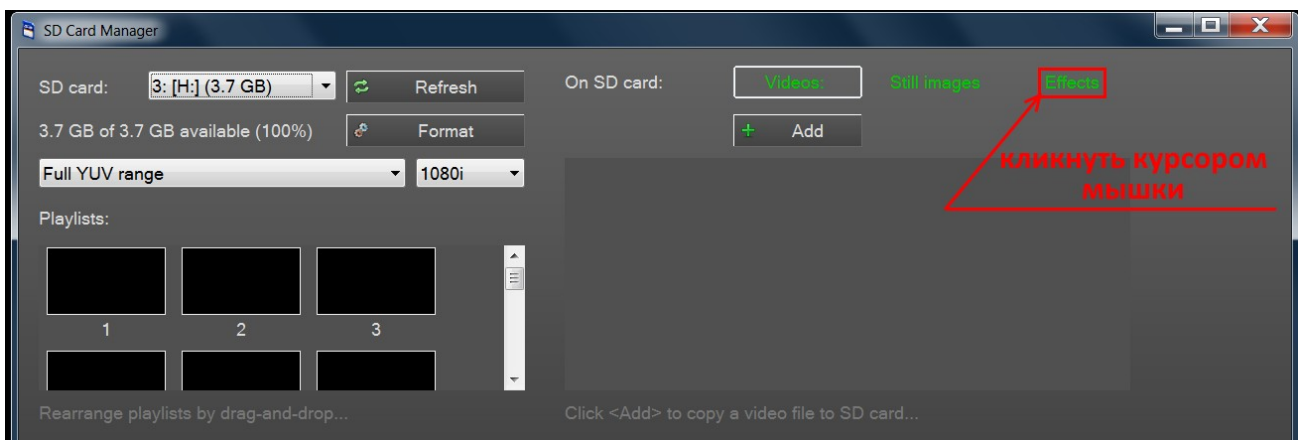 SD Card Manager
SD card: 3: [H:] (3.7 GB) Refresh On SD card: Videos: Still images Effects
3.7 GB of 3.7 GB available (100%) Format + Add
Full YUV range 1080i
кликнуть курсором
мышки
Playlists:
1 2 3
Rearrange playlists by drag-and-drop... Click <Add> to copy a video file to SD card...